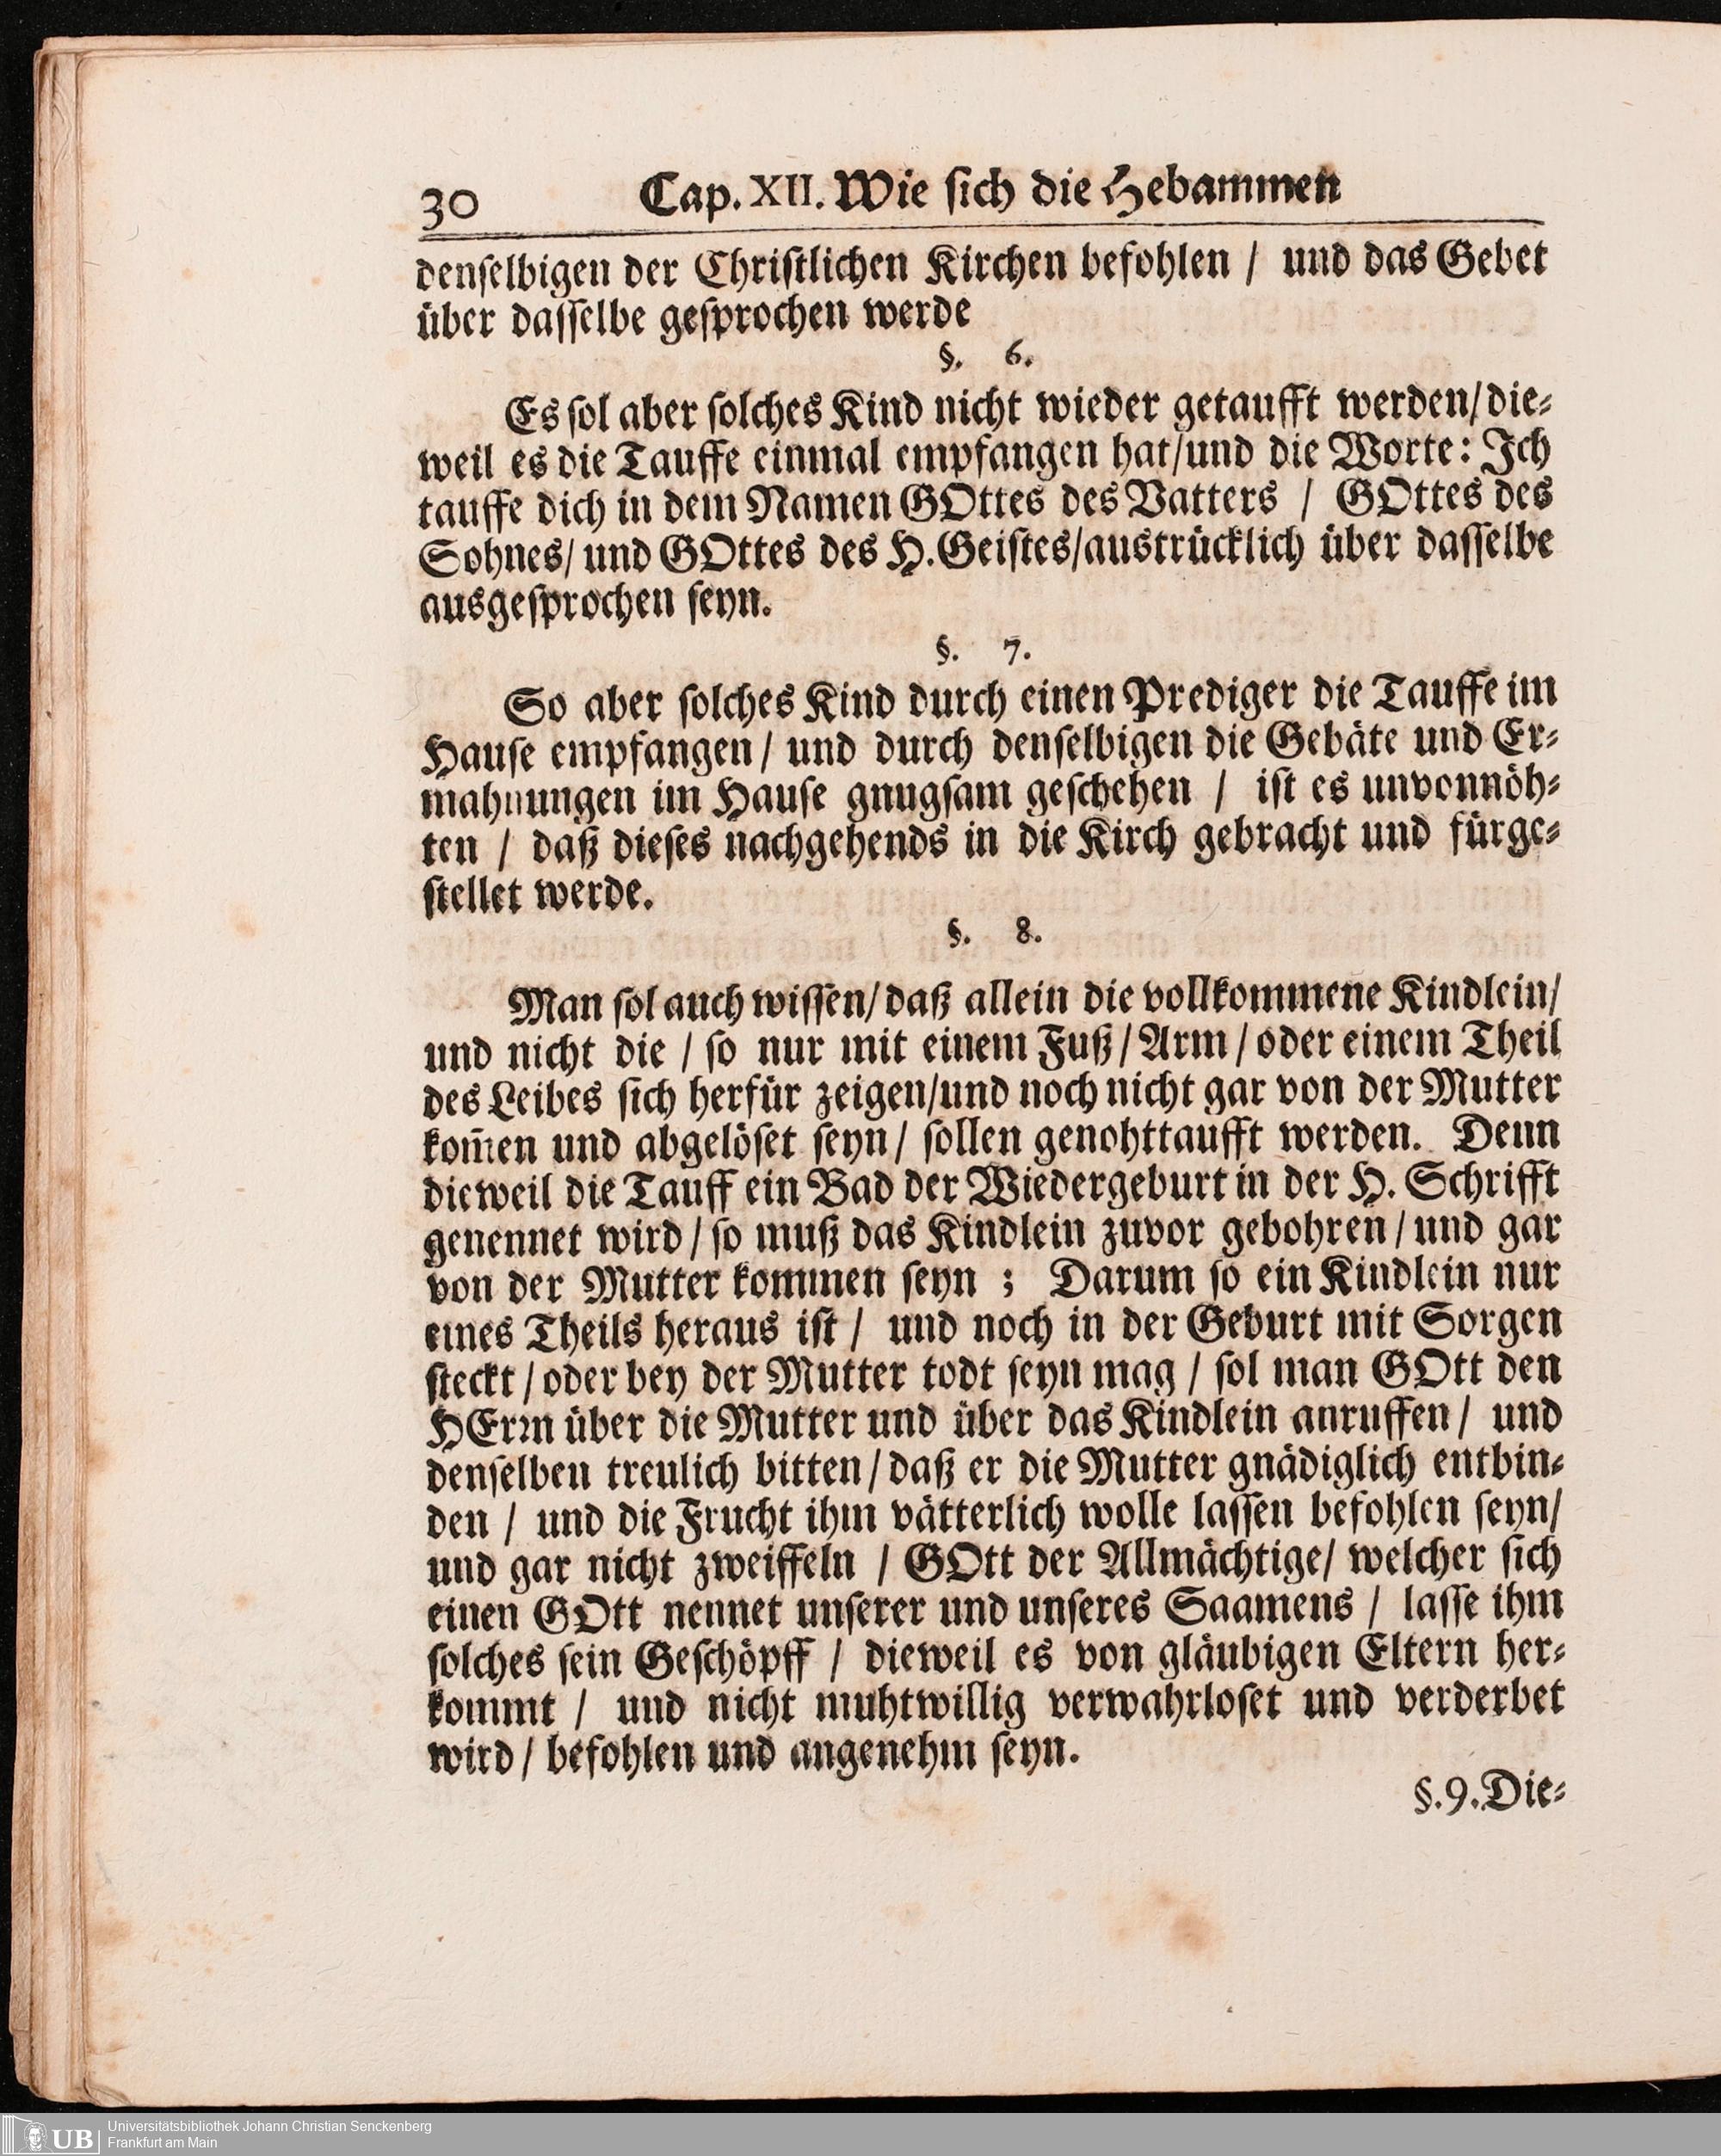 30 Cap. XII. Wie ſich die Hebammen
denſelbigen der Chriſtlichen Kirchen befohlen / und das Gebet
über daſſelbe geſprochen werde
§. 6.
Es ſol aber ſolches Kind nicht wieder getaufft werden/ die-
weil es die Tauffe einmal empfangen hat/und die Worte: Jch
tauffe dich in dem Namen GOttes des Vatters / GOttes des
Sohnes/ und GOttes des H. Geiſtes/austrücklich über daſſelbe
ausgeſprochen ſeyn.
§. 7.
So aber ſolches Kind durch einen Prediger die Tauffe im
Hauſe empfangen / und durch denſelbigen die Gebäte und Er-
mahnungen im Hauſe gnugſam geſchehen / iſt es unvonnöh-
ten / daß dieſes nachgehends in die Kirch gebracht und fürge-
ſtellet werde.
§. 8.
Man ſol auch wiſſen/ daß allein die vollkommene Kindlein/
und nicht die / ſo nur mit einem Fuß / Arm / oder einem Theil
des Leibes ſich herfür zeigen/und noch nicht gar von der Mutter
kom̃en und abgelöſet ſeyn / ſollen genohttaufft werden. Denn
dieweil die Tauff ein Bad der Wiedergeburt in der H. Schrifft
genennet wird / ſo muß das Kindlein zuvor gebohren / und gar
von der Mutter kommen ſeyn ; Darum ſo ein Kindlein nur
eines Theils heraus iſt / und noch in der Geburt mit Sorgen
ſteckt / oder bey der Mutter todt ſeyn mag / ſol man GOtt den
HErꝛn über die Mutter und über das Kindlein anruffen / und
denſelben treulich bitten / daß er die Mutter gnädiglich entbin-
den / und die Frucht ihm vätterlich wolle laſſen befohlen ſeyn/
und gar nicht zweiffeln / GOtt der Allmächtige/ welcher ſich
einen GOtt nennet unſerer und unſeres Saamens / laſſe ihm
ſolches ſein Geſchöpff / dieweil es von gläubigen Eltern her-
kommt / und nicht muhtwillig verwahrloſet und verderbet
wird / befohlen und angenehm ſeyn.
§. 9. Die-
UB Universitätsbibliothek Johann Christian Senckenberg
Frankfurt am Main